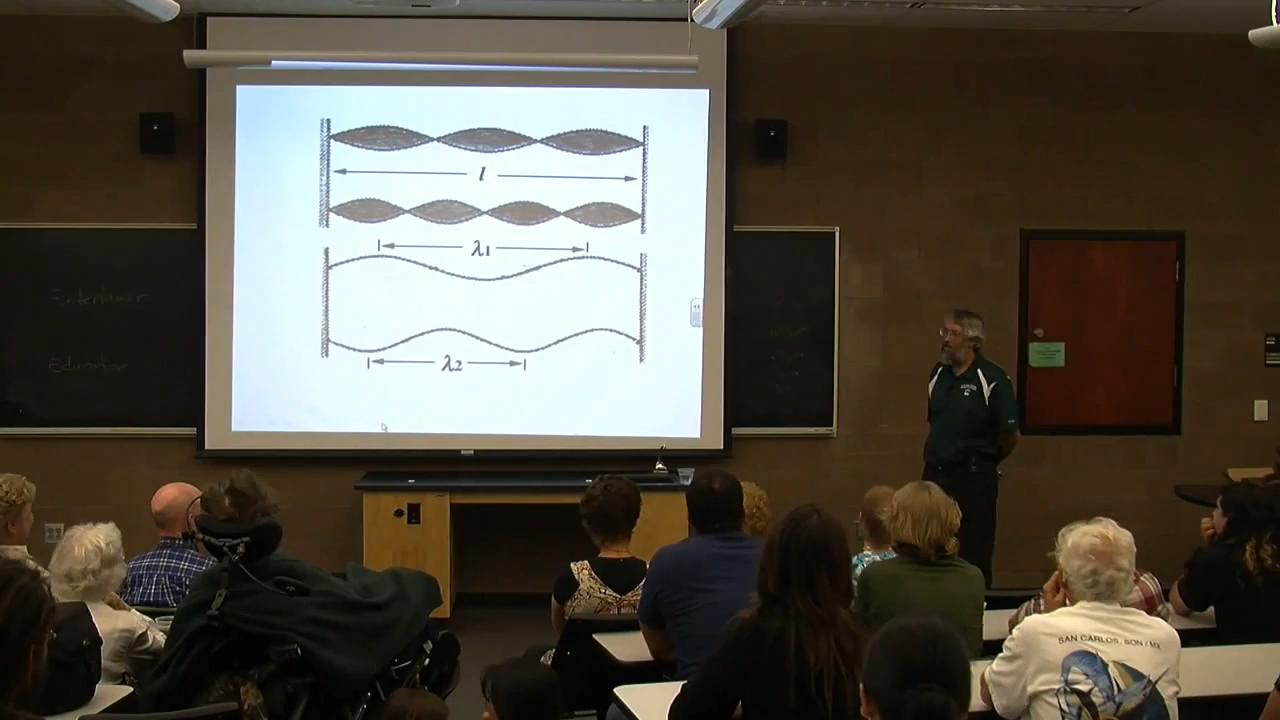 l
λ1
λ2
Entertainer
Educator
SAN CARLOS, SON / MX